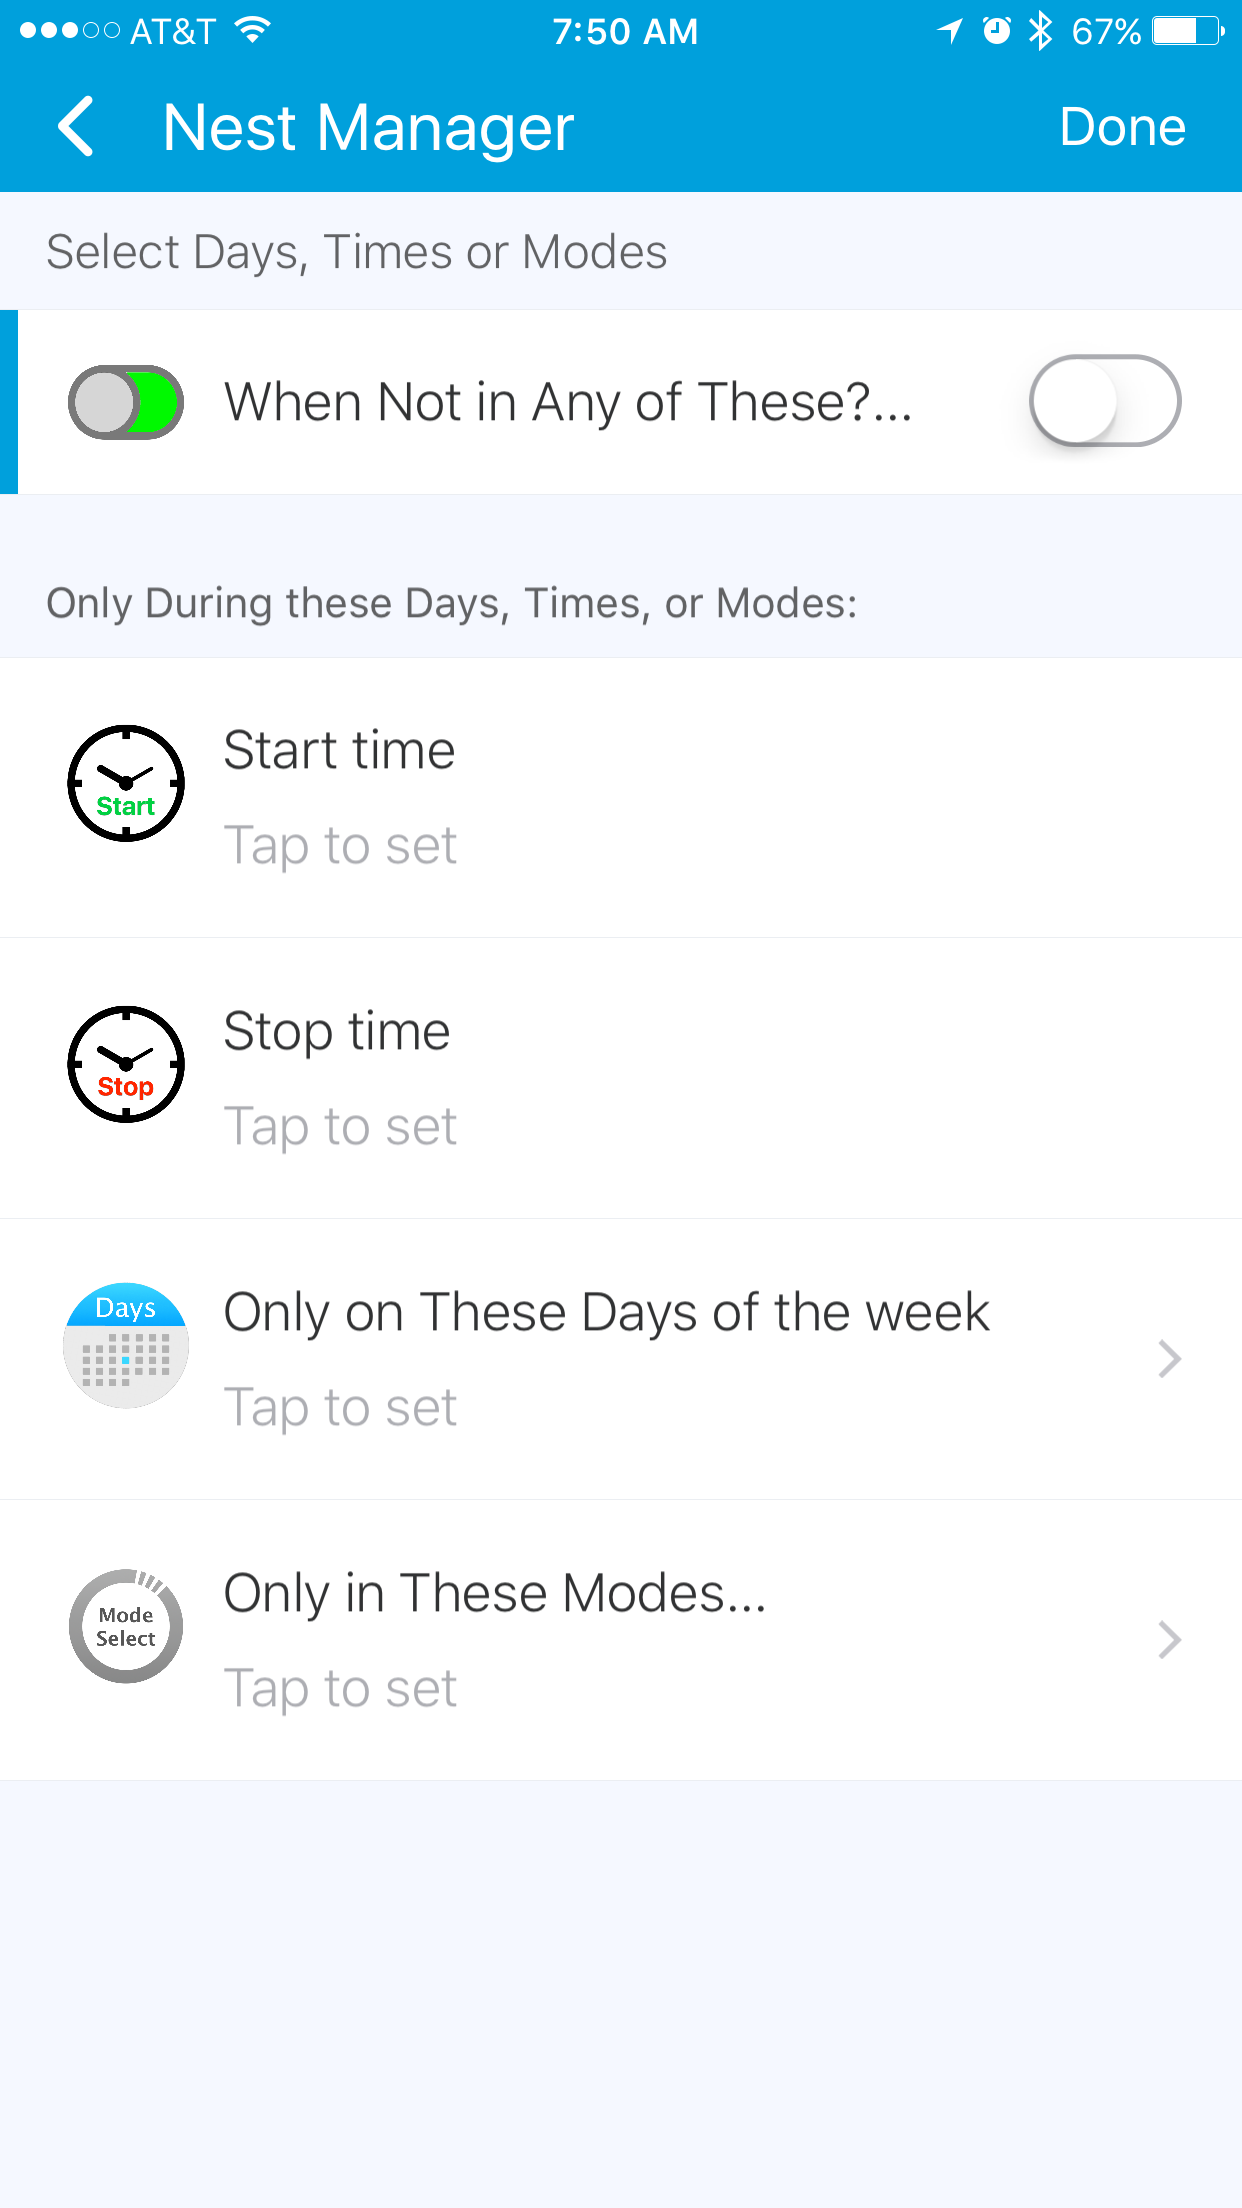 AT&T 7:50 AM 67%
Nest Manager Done
Select Days, Times or Modes
When Not in Any of These?...
Only During these Days, Times, or Modes:
Start time
Start
Tap to set
Stop time
Stop
Tap to set
Days
Only on These Days of the week
Tap to set
Only in These Modes...
Mode
Select
Tap to set